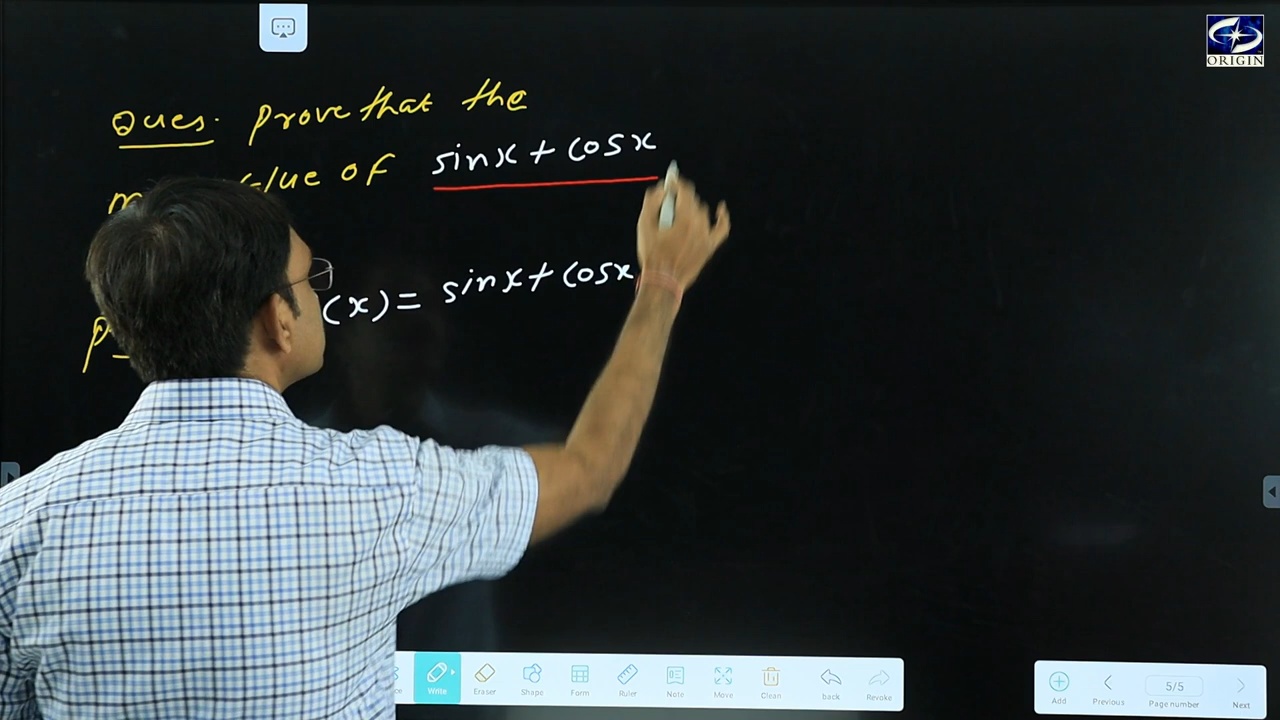 ORIGIN
Ques. prove that the
of sinx + cosx
(x) = sinx + cosx
Write
Eraser
Shape
Form
Ruler
Note
Move
Clean
back
Revoke
Add
Previous
5/5
Page number
Next